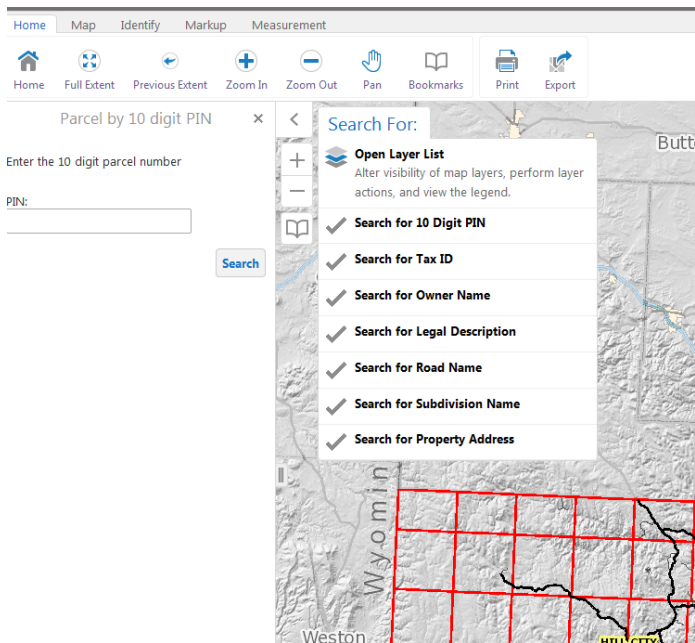 Home Map Identify Markup Measurement
Home Full Extent Previous Extent Zoom In Zoom Out Pan Bookmarks Print Export
Parcel by 10 digit PIN
Enter the 10 digit parcel number
PIN:
Search
Search For:
Open Layer List
Alter visibility of map layers, perform layer
actions, and view the legend.
Search for 10 Digit PIN
Search for Tax ID
Search for Owner Name
Search for Legal Description
Search for Road Name
Search for Subdivision Name
Search for Property Address
Butt
Wyomin
Weston
HILL CITY